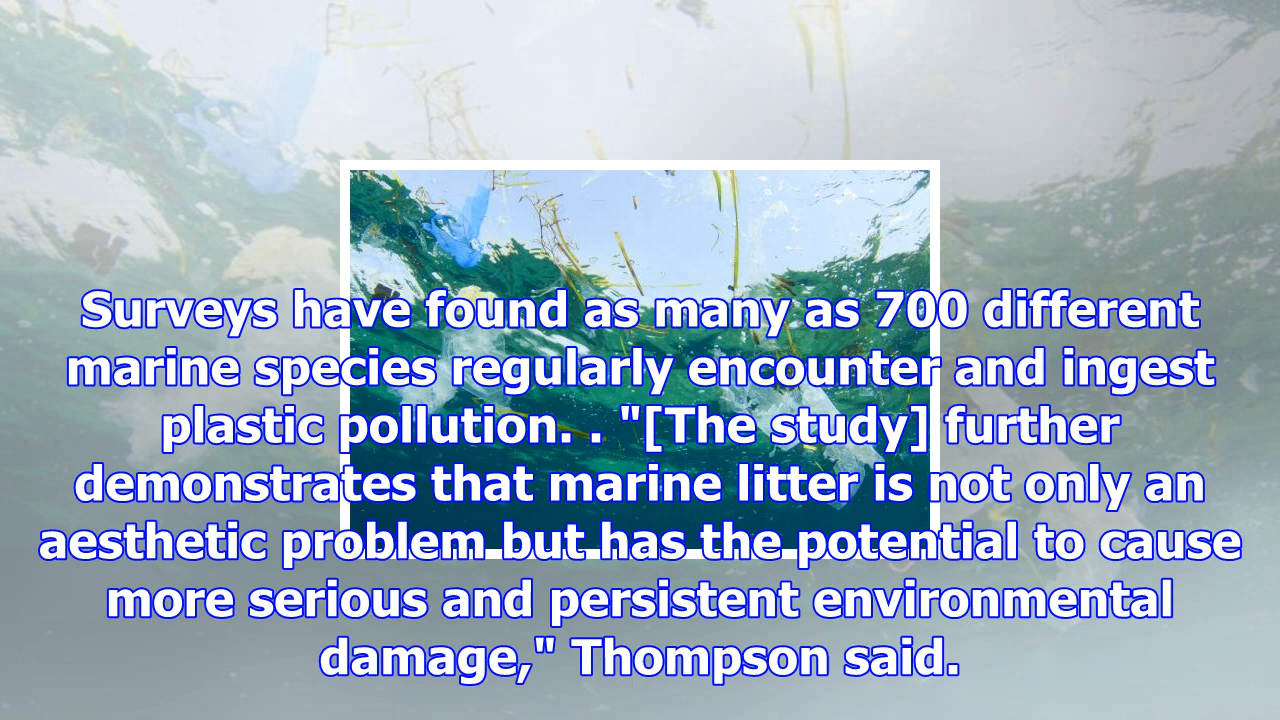 Surveys have found as many as 700 different
marine species regularly encounter and ingest
plastic pollution. . "[The study] further
demonstrates that marine litter is not only an
aesthetic problem but has the potential to cause
more serious and persistent environmental
damage," Thompson said.